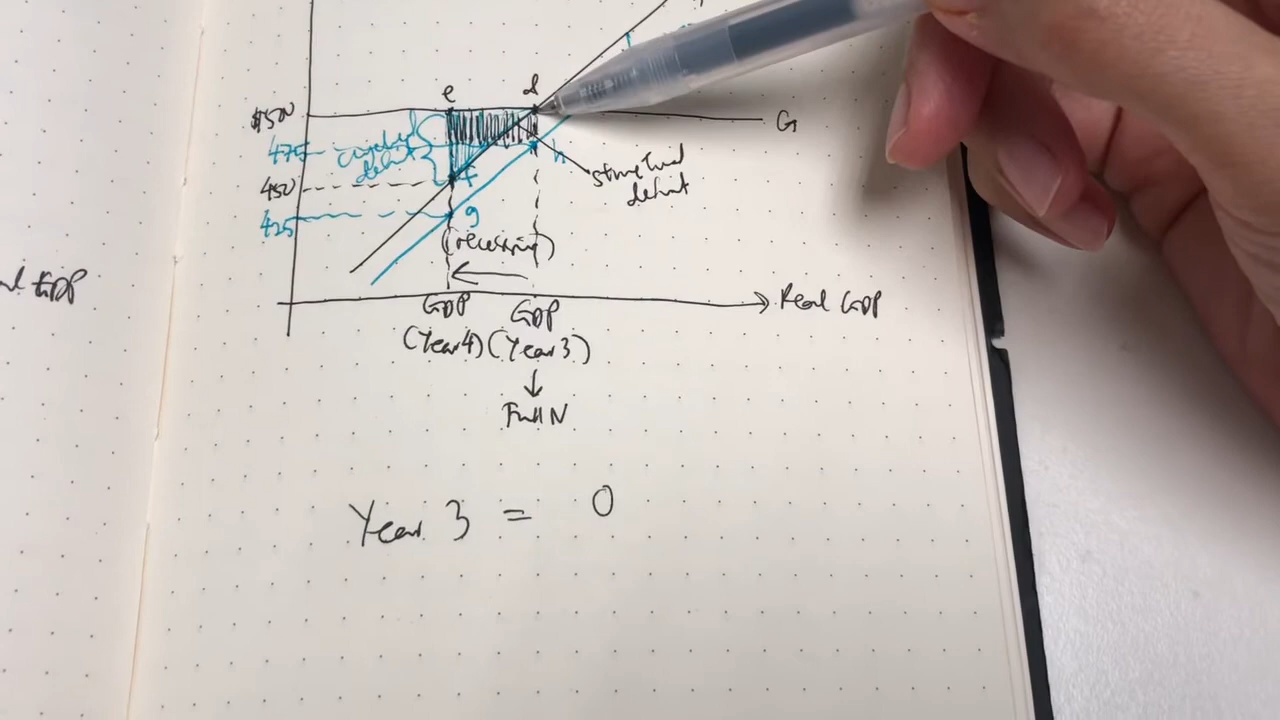 e d
$500
G
475
cyclical
deficit
h
450
f
structural
deficit
425
g
(recession)
Real GDP
GDP GDP
(Year 4) (Year 3)
Full N
Year 3 = 0